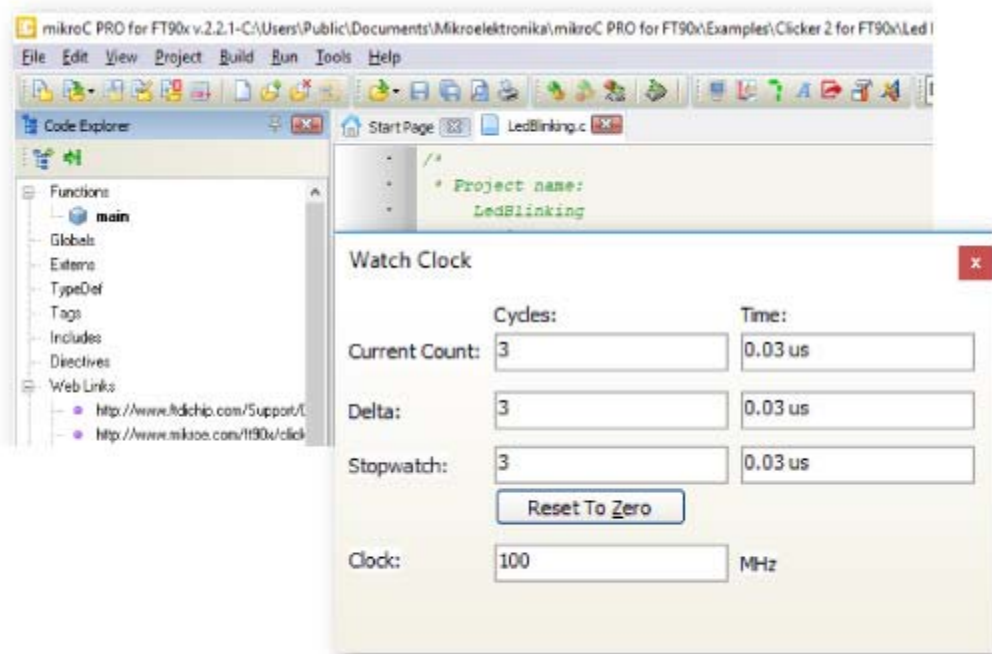 mikroC PRO for FT90x v.2.2.1-C:\Users\Public\Documents\Mikroelektronika\mikroC PRO for FT90x\Examples\Clicker 2 for FT90x\Led
File Edit View Project Build Run Tools Help
Code Explorer
Start Page
LedBlinking.c
/*
* Project name:
LedBlinking
Functions
main
Globals
Externs
TypeDef
Tags
Includes
Directives
Web Links
http://www.ftdichip.com/Support/
http://www.mikroe.com/ft90x/click
Watch Clock
x
Cycles: Time:
Current Count: 3 0.03 us
Delta: 3 0.03 us
Stopwatch: 3 0.03 us
Reset To Zero
Clock: 100 MHz